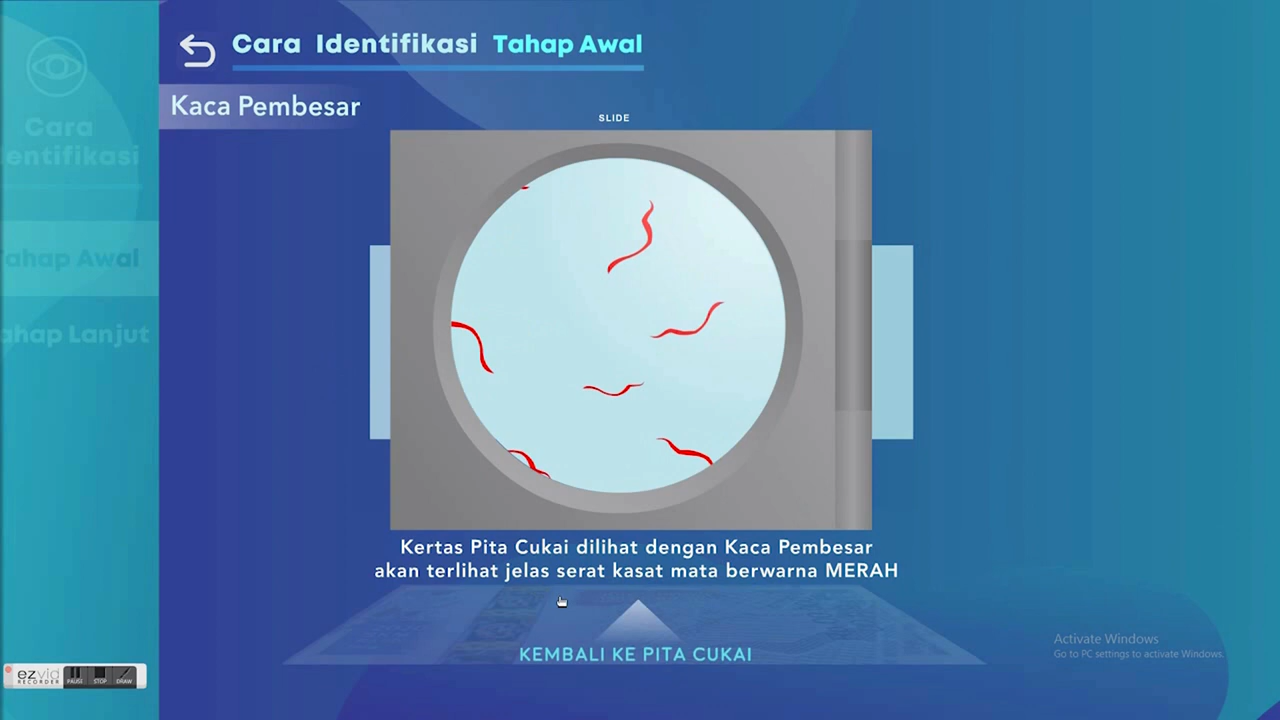 Cara Identifikasi Tahap Awal
Kaca Pembesar
SLIDE
Cara
Identifikasi
Tahap Awal
Tahap Lanjut
Kertas Pita Cukai dilihat dengan Kaca Pembesar
akan terlihat jelas serat kasat mata berwarna MERAH
KEMBALI KE PITA CUKAI
Activate Windows
Go to PC settings to activate Windows.
ezvid
RECORDER
PAUSE STOP DRAW